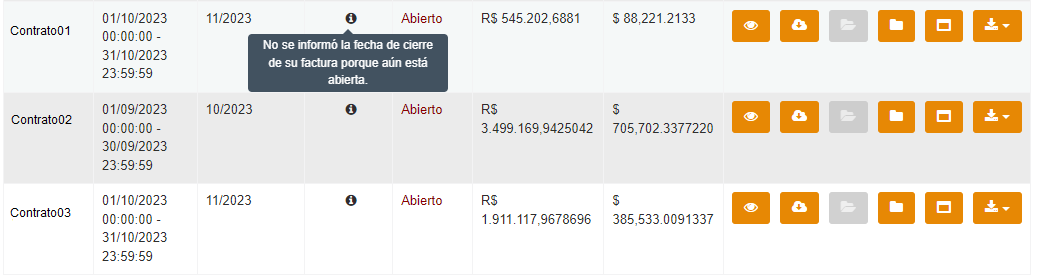 Contrato01
01/10/2023
00:00:00 -
31/10/2023
23:59:59
11/2023
Abierto
R$ 545.202,6881
$ 88,221.2133
No se informó la fecha de cierre
de su factura porque aún está
abierta.
Contrato02
01/09/2023
00:00:00 -
30/09/2023
23:59:59
10/2023
Abierto
R$
3.499.169,9425042
$
705,702.3377220
Contrato03
01/10/2023
00:00:00 -
31/10/2023
23:59:59
11/2023
Abierto
R$
1.911.117,9678696
$
385,533.0091337